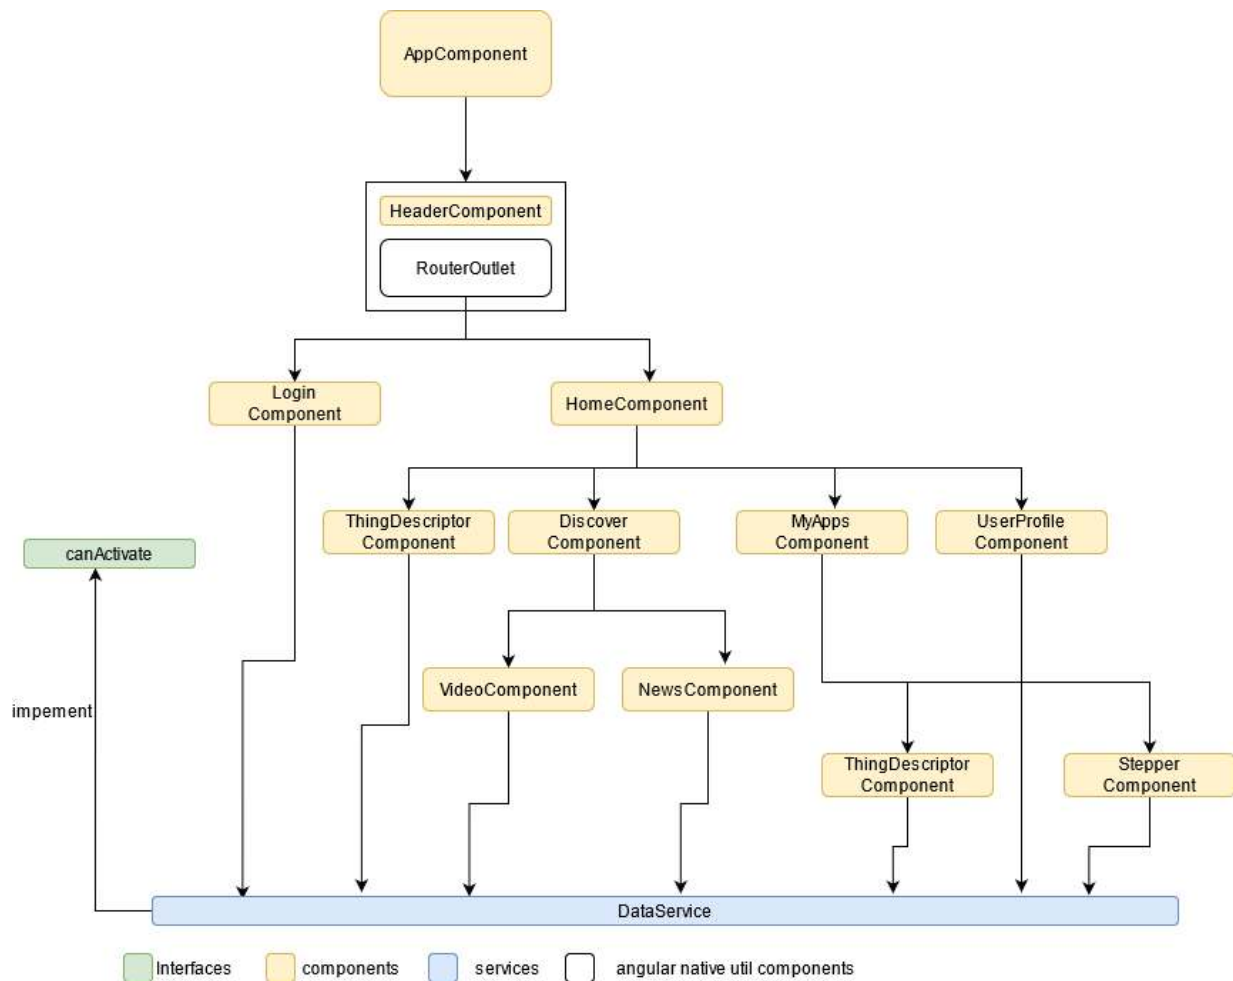 AppComponent
HeaderComponent
RouterOutlet
Login
Component
HomeComponent
ThingDescriptor
Component
Discover
Component
MyApps
Component
UserProfile
Component
canActivate
VideoComponent
NewsComponent
impement
ThingDescriptor
Component
Stepper
Component
DataService
Interfaces
components
services
angular native util components